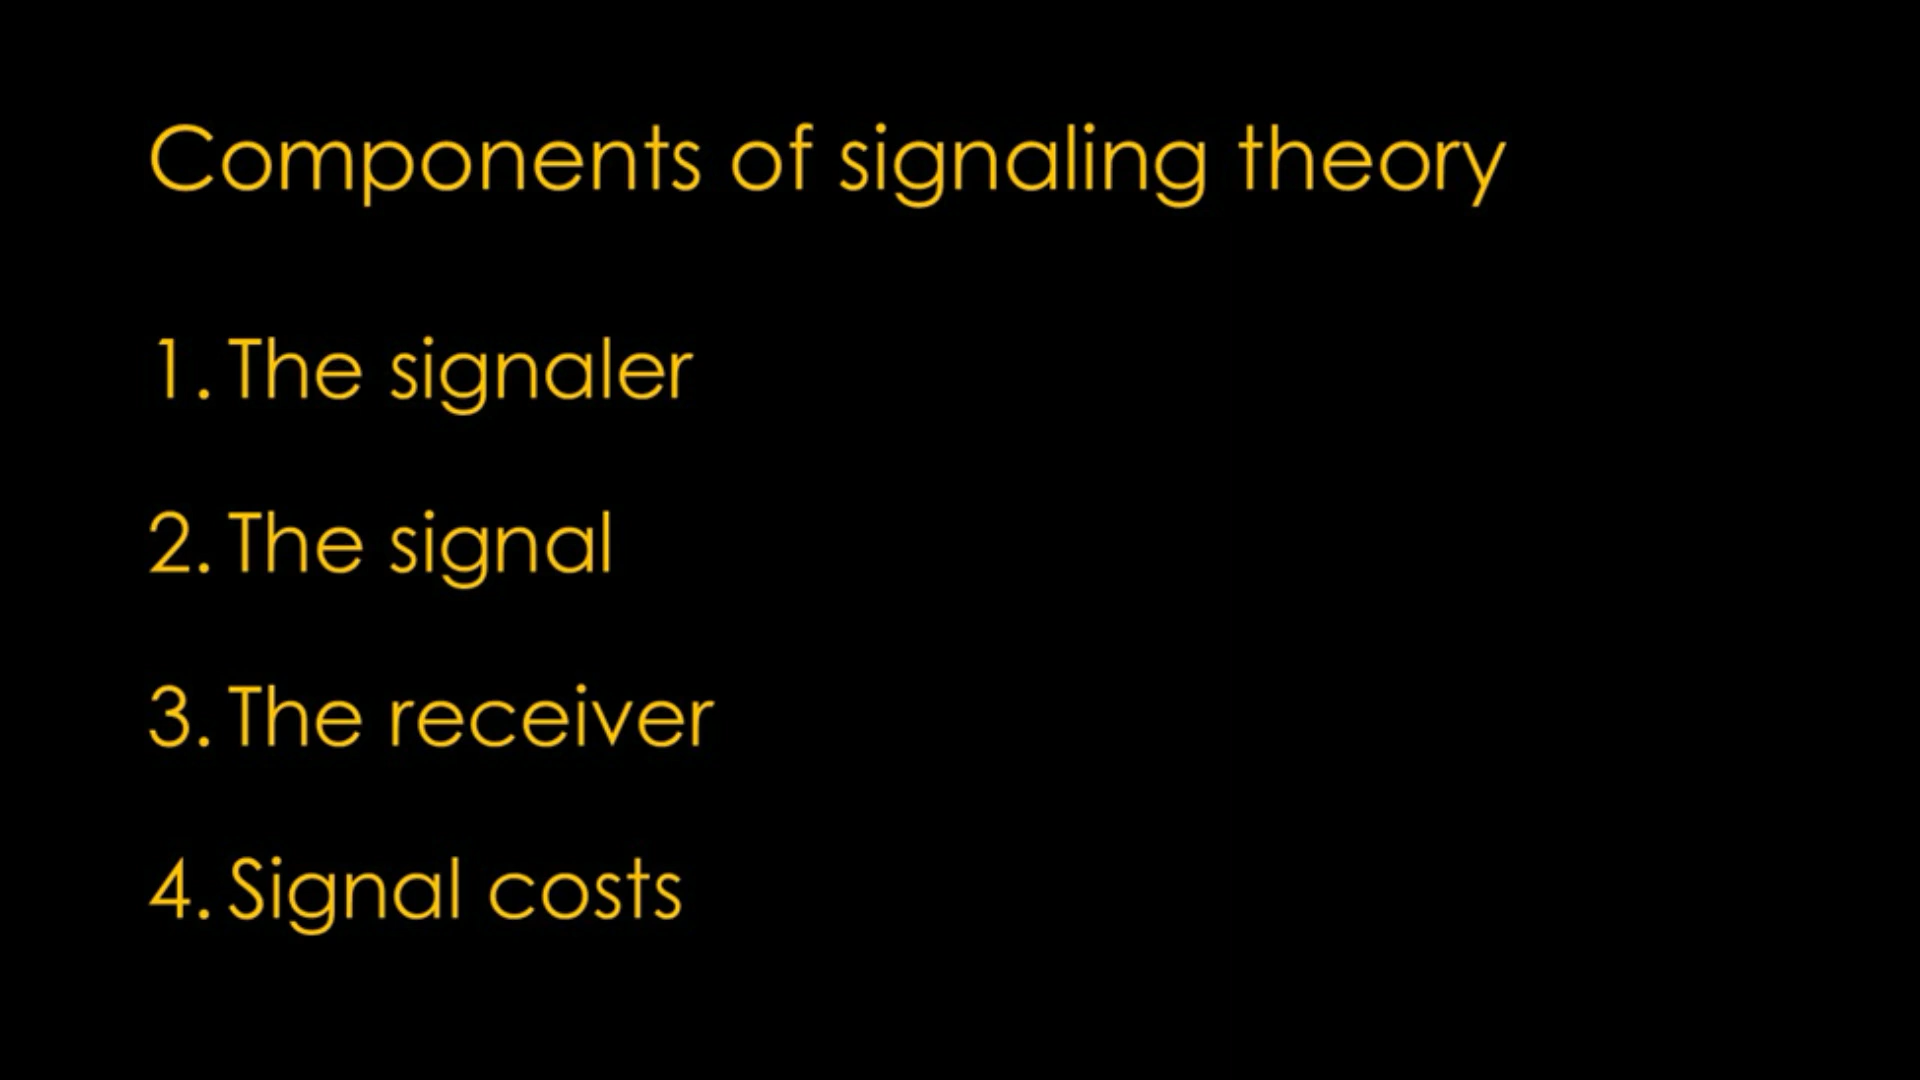 Components of signaling theory
1. The signaler
2. The signal
3. The receiver
4. Signal costs